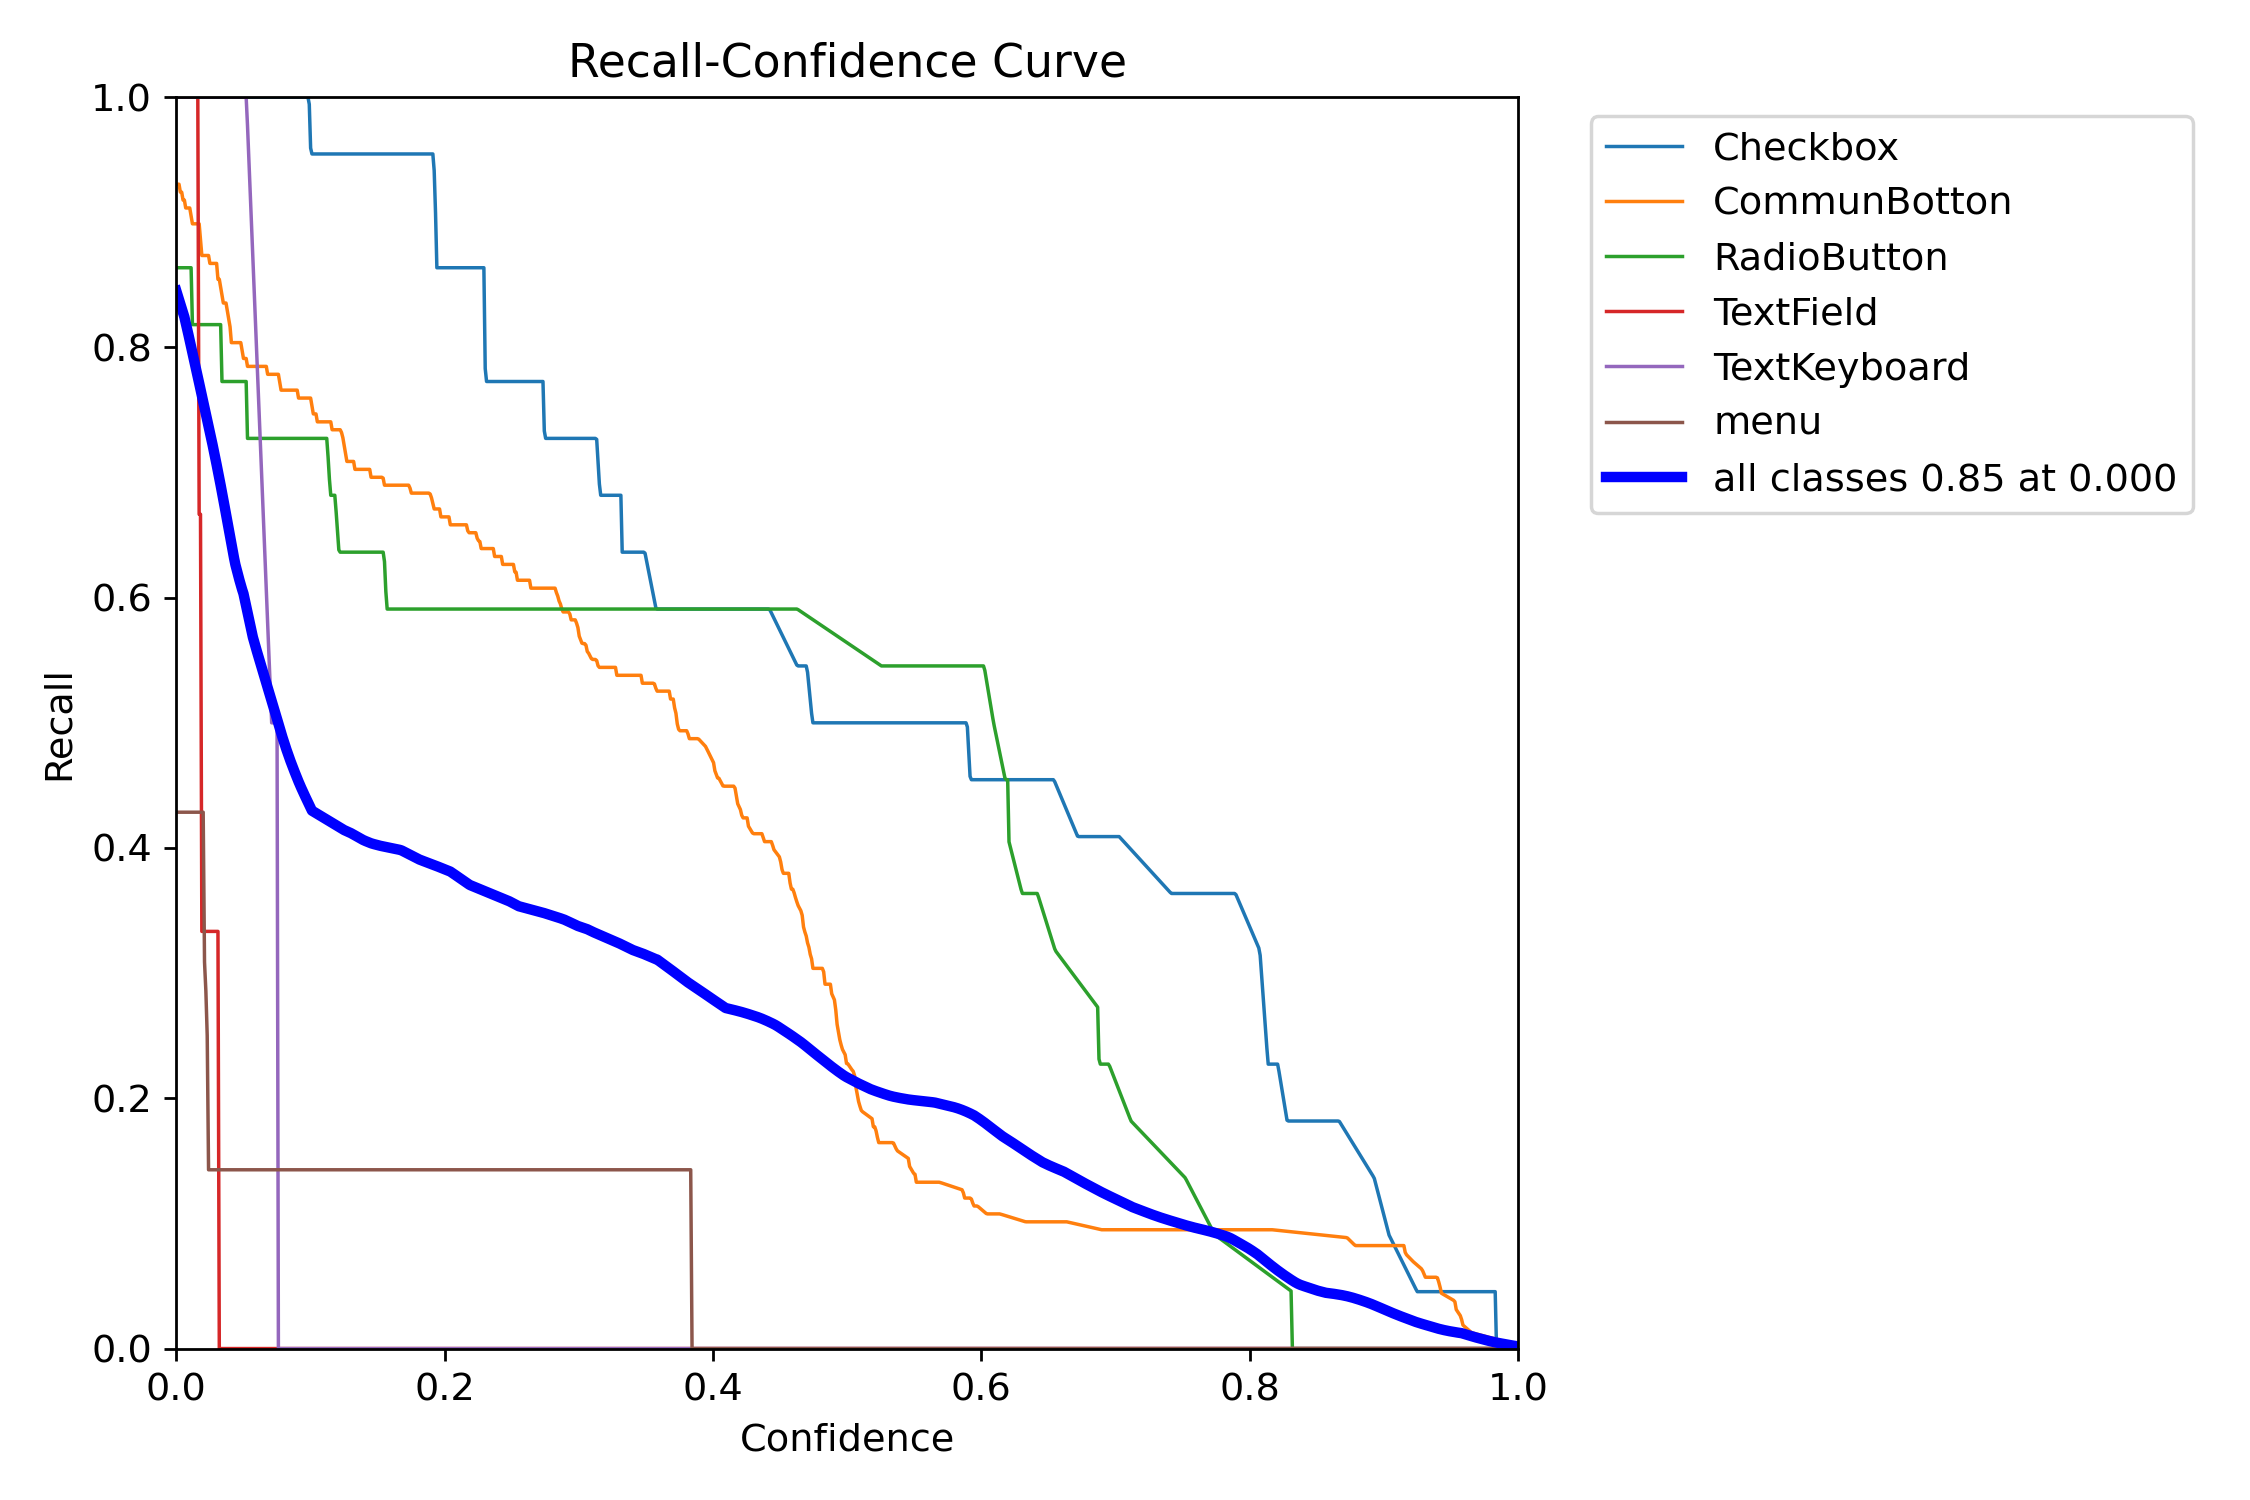 Recall-Confidence Curve
1.0
0.8
0.6
0.4
0.2
0.0
Recall
0.0 0.2 0.4 0.6 0.8 1.0
Confidence
Checkbox
CommunBotton
RadioButton
TextField
TextKeyboard
menu
all classes 0.85 at 0.000